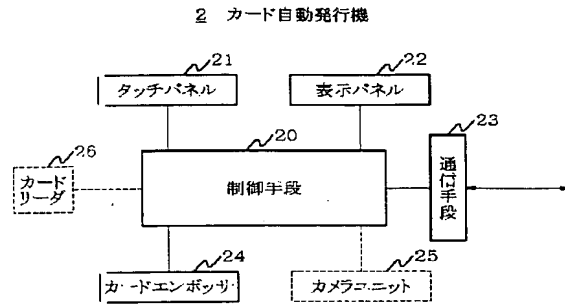 2 カード自動発行機
21
22
タッチパネル
表示パネル
20
23
26
カード
リーダ
制御手段
通信手段
24
25
カードエンボッサ
カメラユニット